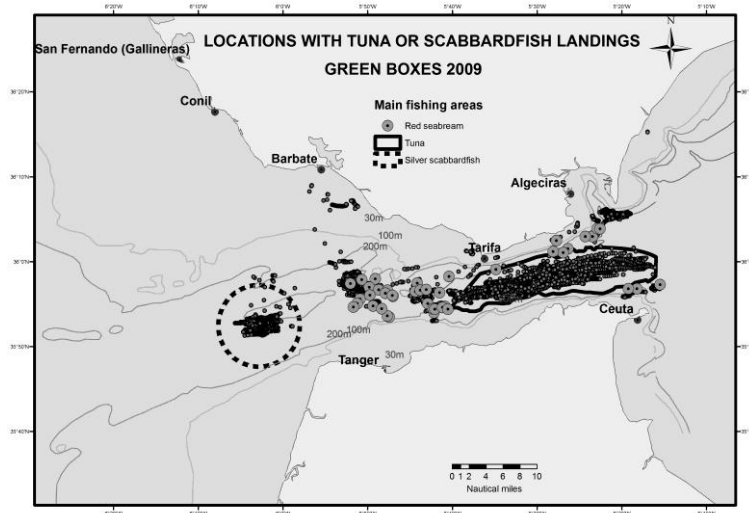 LOCATIONS WITH TUNA OR SCABBARDFISH LANDINGS
GREEN BOXES 2009
N
San Fernando (Gallineras)
Conil
Barbate
Main fishing areas
Red seabream
Tuna
Silver scabbardfish
Algeciras
Tarifa
30m
100m
200m
Ceuta
200m
100m
30m
Tanger
0 1 2 4 6 8 10
Nautical miles